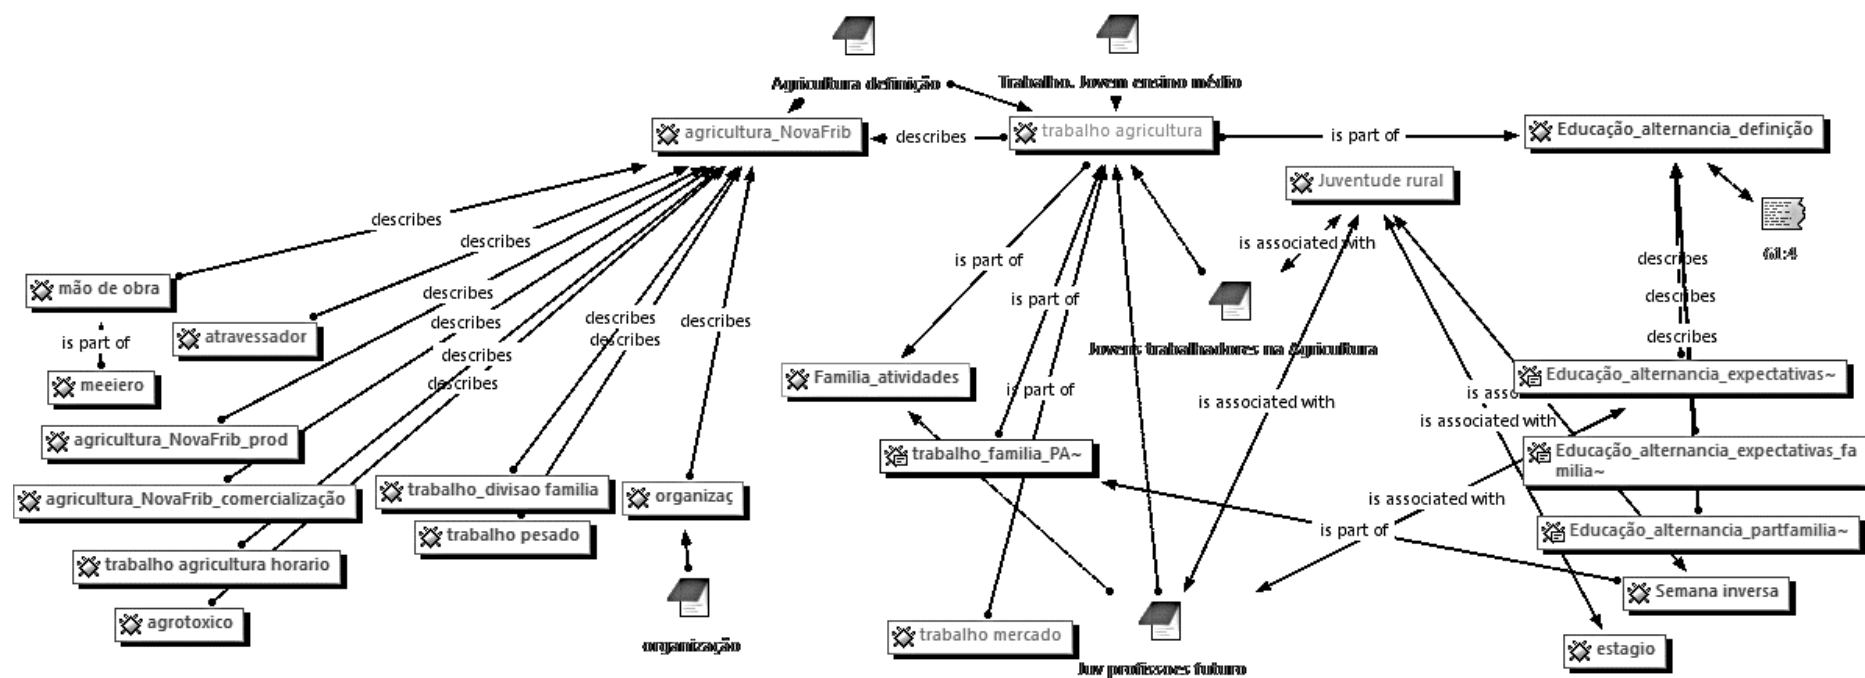 Agricultura definição
Trabalho. Jovem ensino médio
agricultura_NovaFrib
describes
trabalho agricultura
is part of
Educação_alternancia_definição
Juventude rural
describes
describes
is associated with
61:4
is part of
describes
mão de obra
describes
is part of
describes
describes
atravessador
describes
describes
describes
is part of
describes
describes
Jovens trabalhadores na Agricultura
describes
meeiero
describes
Familia_atividades
is part of
Educação_alternancia_expectativas~
is associated with
is asso
is associated with
agricultura_NovaFrib_prod
trabalho_familia_PA~
Educação_alternancia_expectativas_fa
milia~
agricultura_NovaFrib_comercialização
trabalho_divisao familia
organizaç
is associated with
trabalho pesado
is part of
Educação_alternancia_partfamilia~
trabalho agricultura horario
Semana inversa
agrotoxico
organização
trabalho mercado
estagio
Juv profissoes futuro